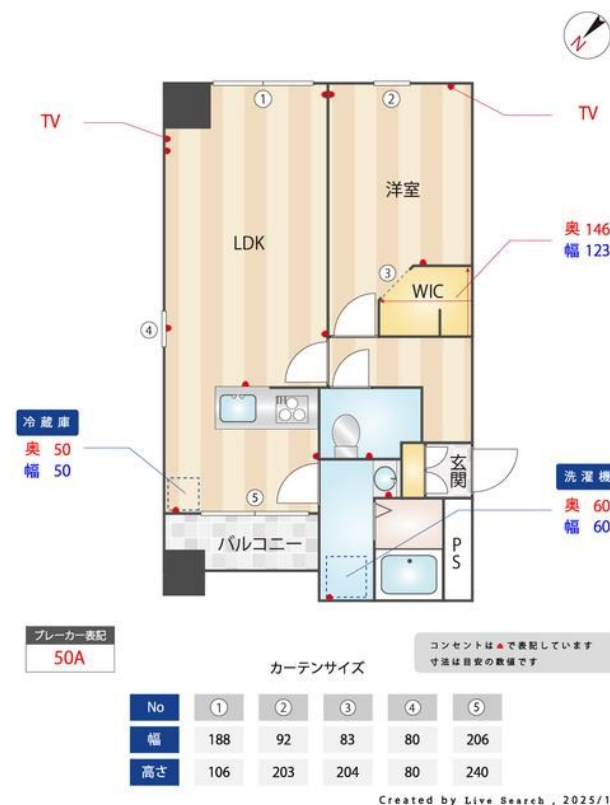 N
①
②
TV
TV
洋室
LDK
③
WIC
奥 146
幅 123
④
IH
冷蔵庫
奥 50
幅 50
玄関
⑤
バルコニー
洗濯機
奥 60
幅 60
PS
ブレーカー表記
50A
コンセントは●で表記しています
寸法は目安の数値です
カーテンサイズ
No ① ② ③ ④ ⑤
幅 188 92 83 80 206
高さ 106 203 204 80 240
Created by Live Search , 2025/1